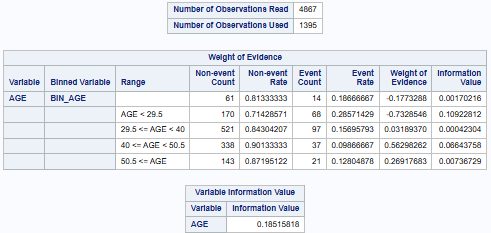 Number of Observations Read 4867
Number of Observations Used 1395
Weight of Evidence
Variable Binned Variable Range Non-event Count Non-event Rate Event Count Event Rate Weight of Evidence Information Value
AGE BIN_AGE 61 0.81333333 14 0.18666667 -0.1773288 0.00170216
AGE < 29.5 170 0.71428571 68 0.28571429 -0.7328546 0.10922812
29.5 <= AGE < 40 521 0.84304207 97 0.15695793 0.03189370 0.00042304
40 <= AGE < 50.5 338 0.90133333 37 0.09866667 0.56298262 0.06643758
50.5 <= AGE 143 0.87195122 21 0.12804878 0.26917683 0.00736729
Variable Information Value
Variable Information Value
AGE 0.18515818